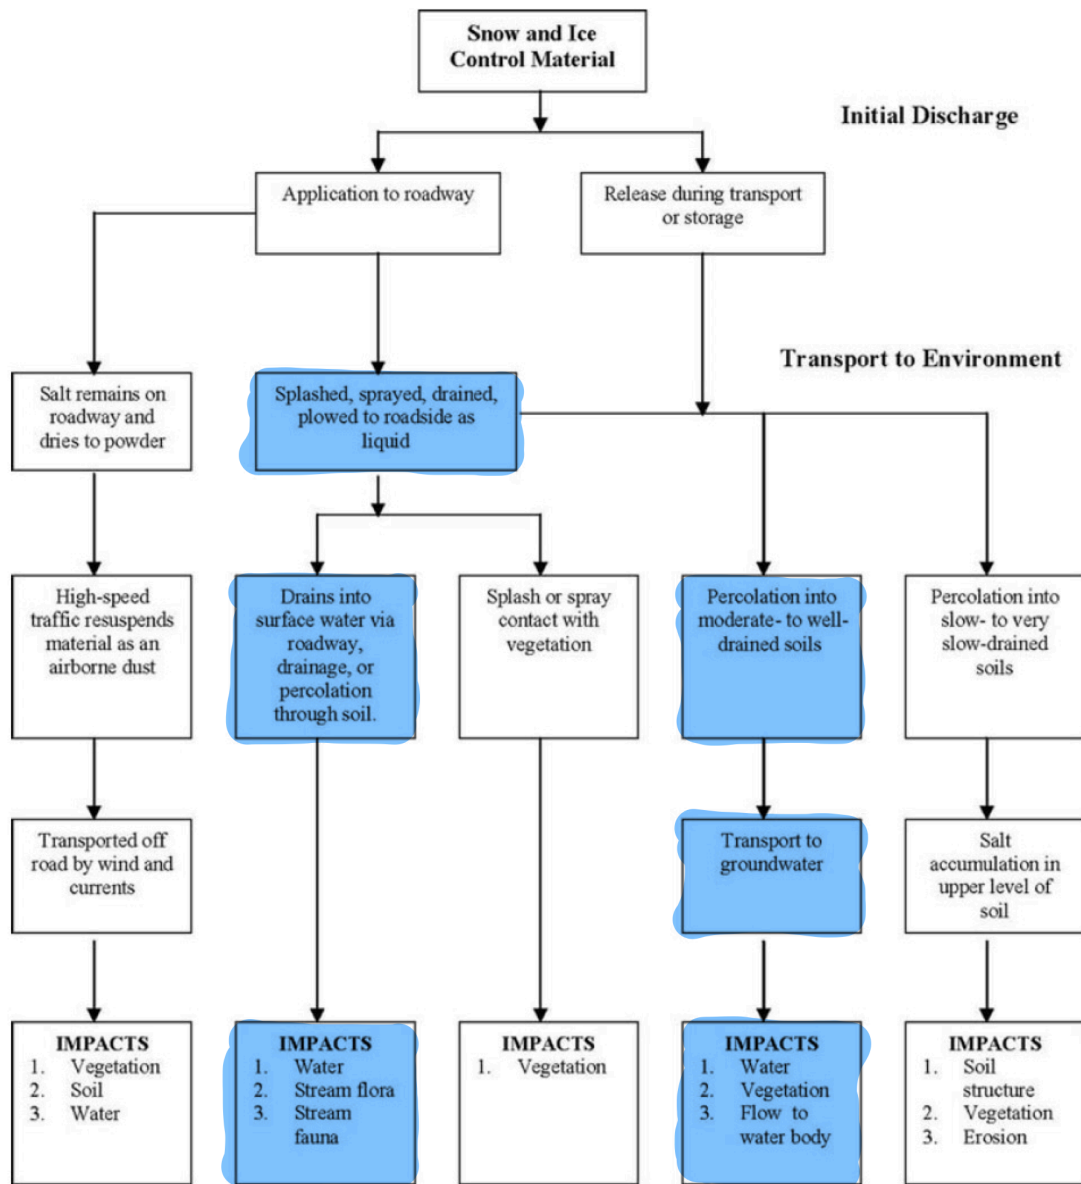 Snow and Ice
Control Material
Initial Discharge
Application to roadway
Release during transport
or storage
Transport to Environment
Salt remains on
roadway and
dries to powder
Splashed, sprayed, drained,
plowed to roadside as
liquid
High-speed
traffic resuspends
material as an
airborne dust
Drains into
surface water via
roadway,
drainage, or
percolation
through soil.
Splash or spray
contact with
vegetation
Percolation into
moderate- to well-
drained soils
Percolation into
slow- to very
slow-drained
soils
Transported off
road by wind and
currents
Transport to
groundwater
Salt
accumulation in
upper level of
soil
IMPACTS
1. Vegetation
2. Soil
3. Water
IMPACTS
1. Water
2. Stream flora
3. Stream
fauna
IMPACTS
1. Vegetation
IMPACTS
1. Water
2. Vegetation
3. Flow to
water body
IMPACTS
1. Soil
structure
2. Vegetation
3. Erosion